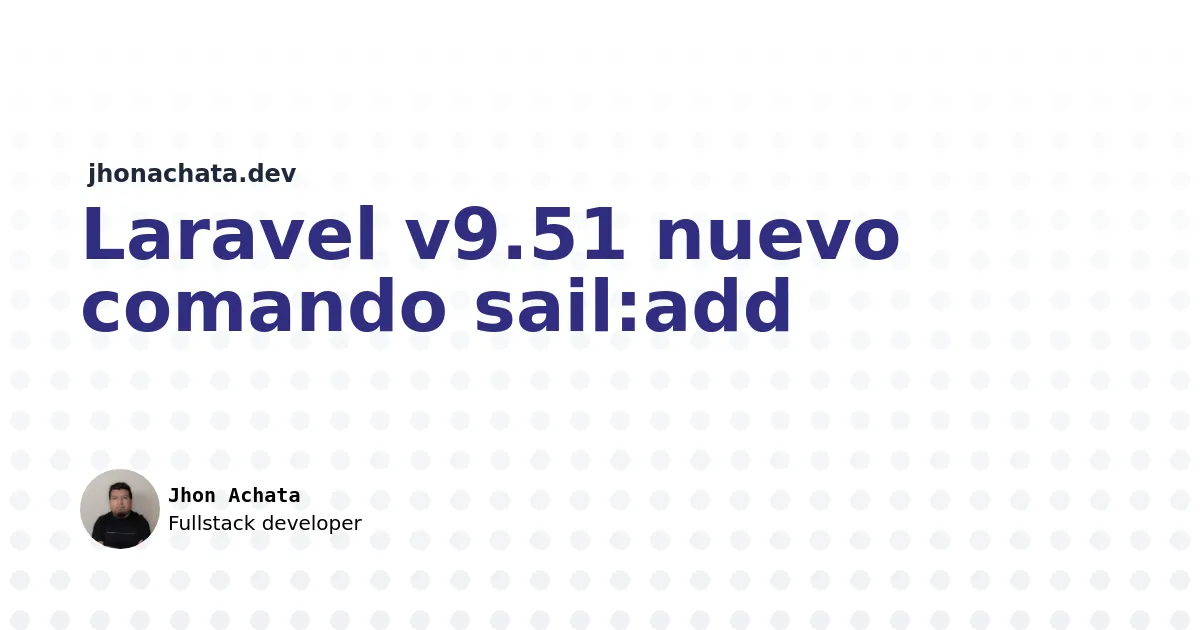 jhonachata.dev
Laravel v9.51 nuevo
comando sail:add
Jhon Achata
Fullstack developer